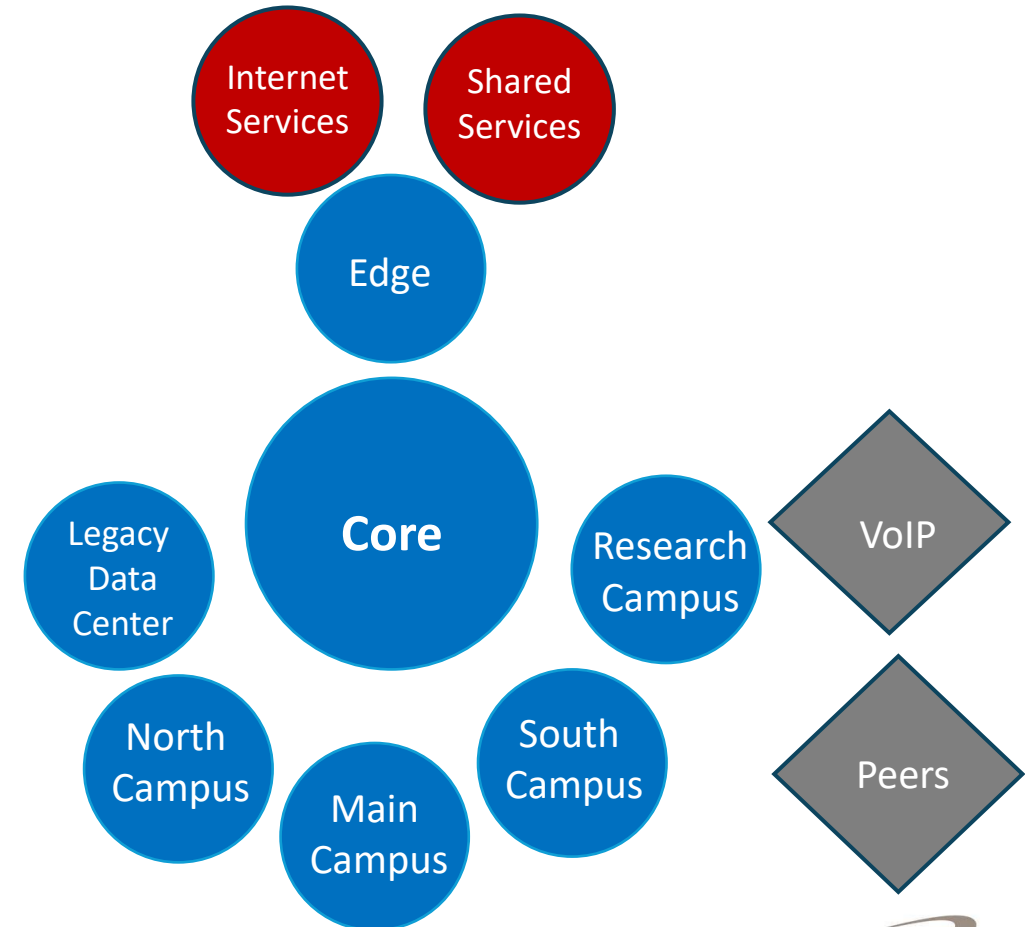 Internet
Services
Shared
Services
Edge
Core
Legacy
Data
Center
Research
Campus
VoIP
North
Campus
South
Campus
Main
Campus
Peers